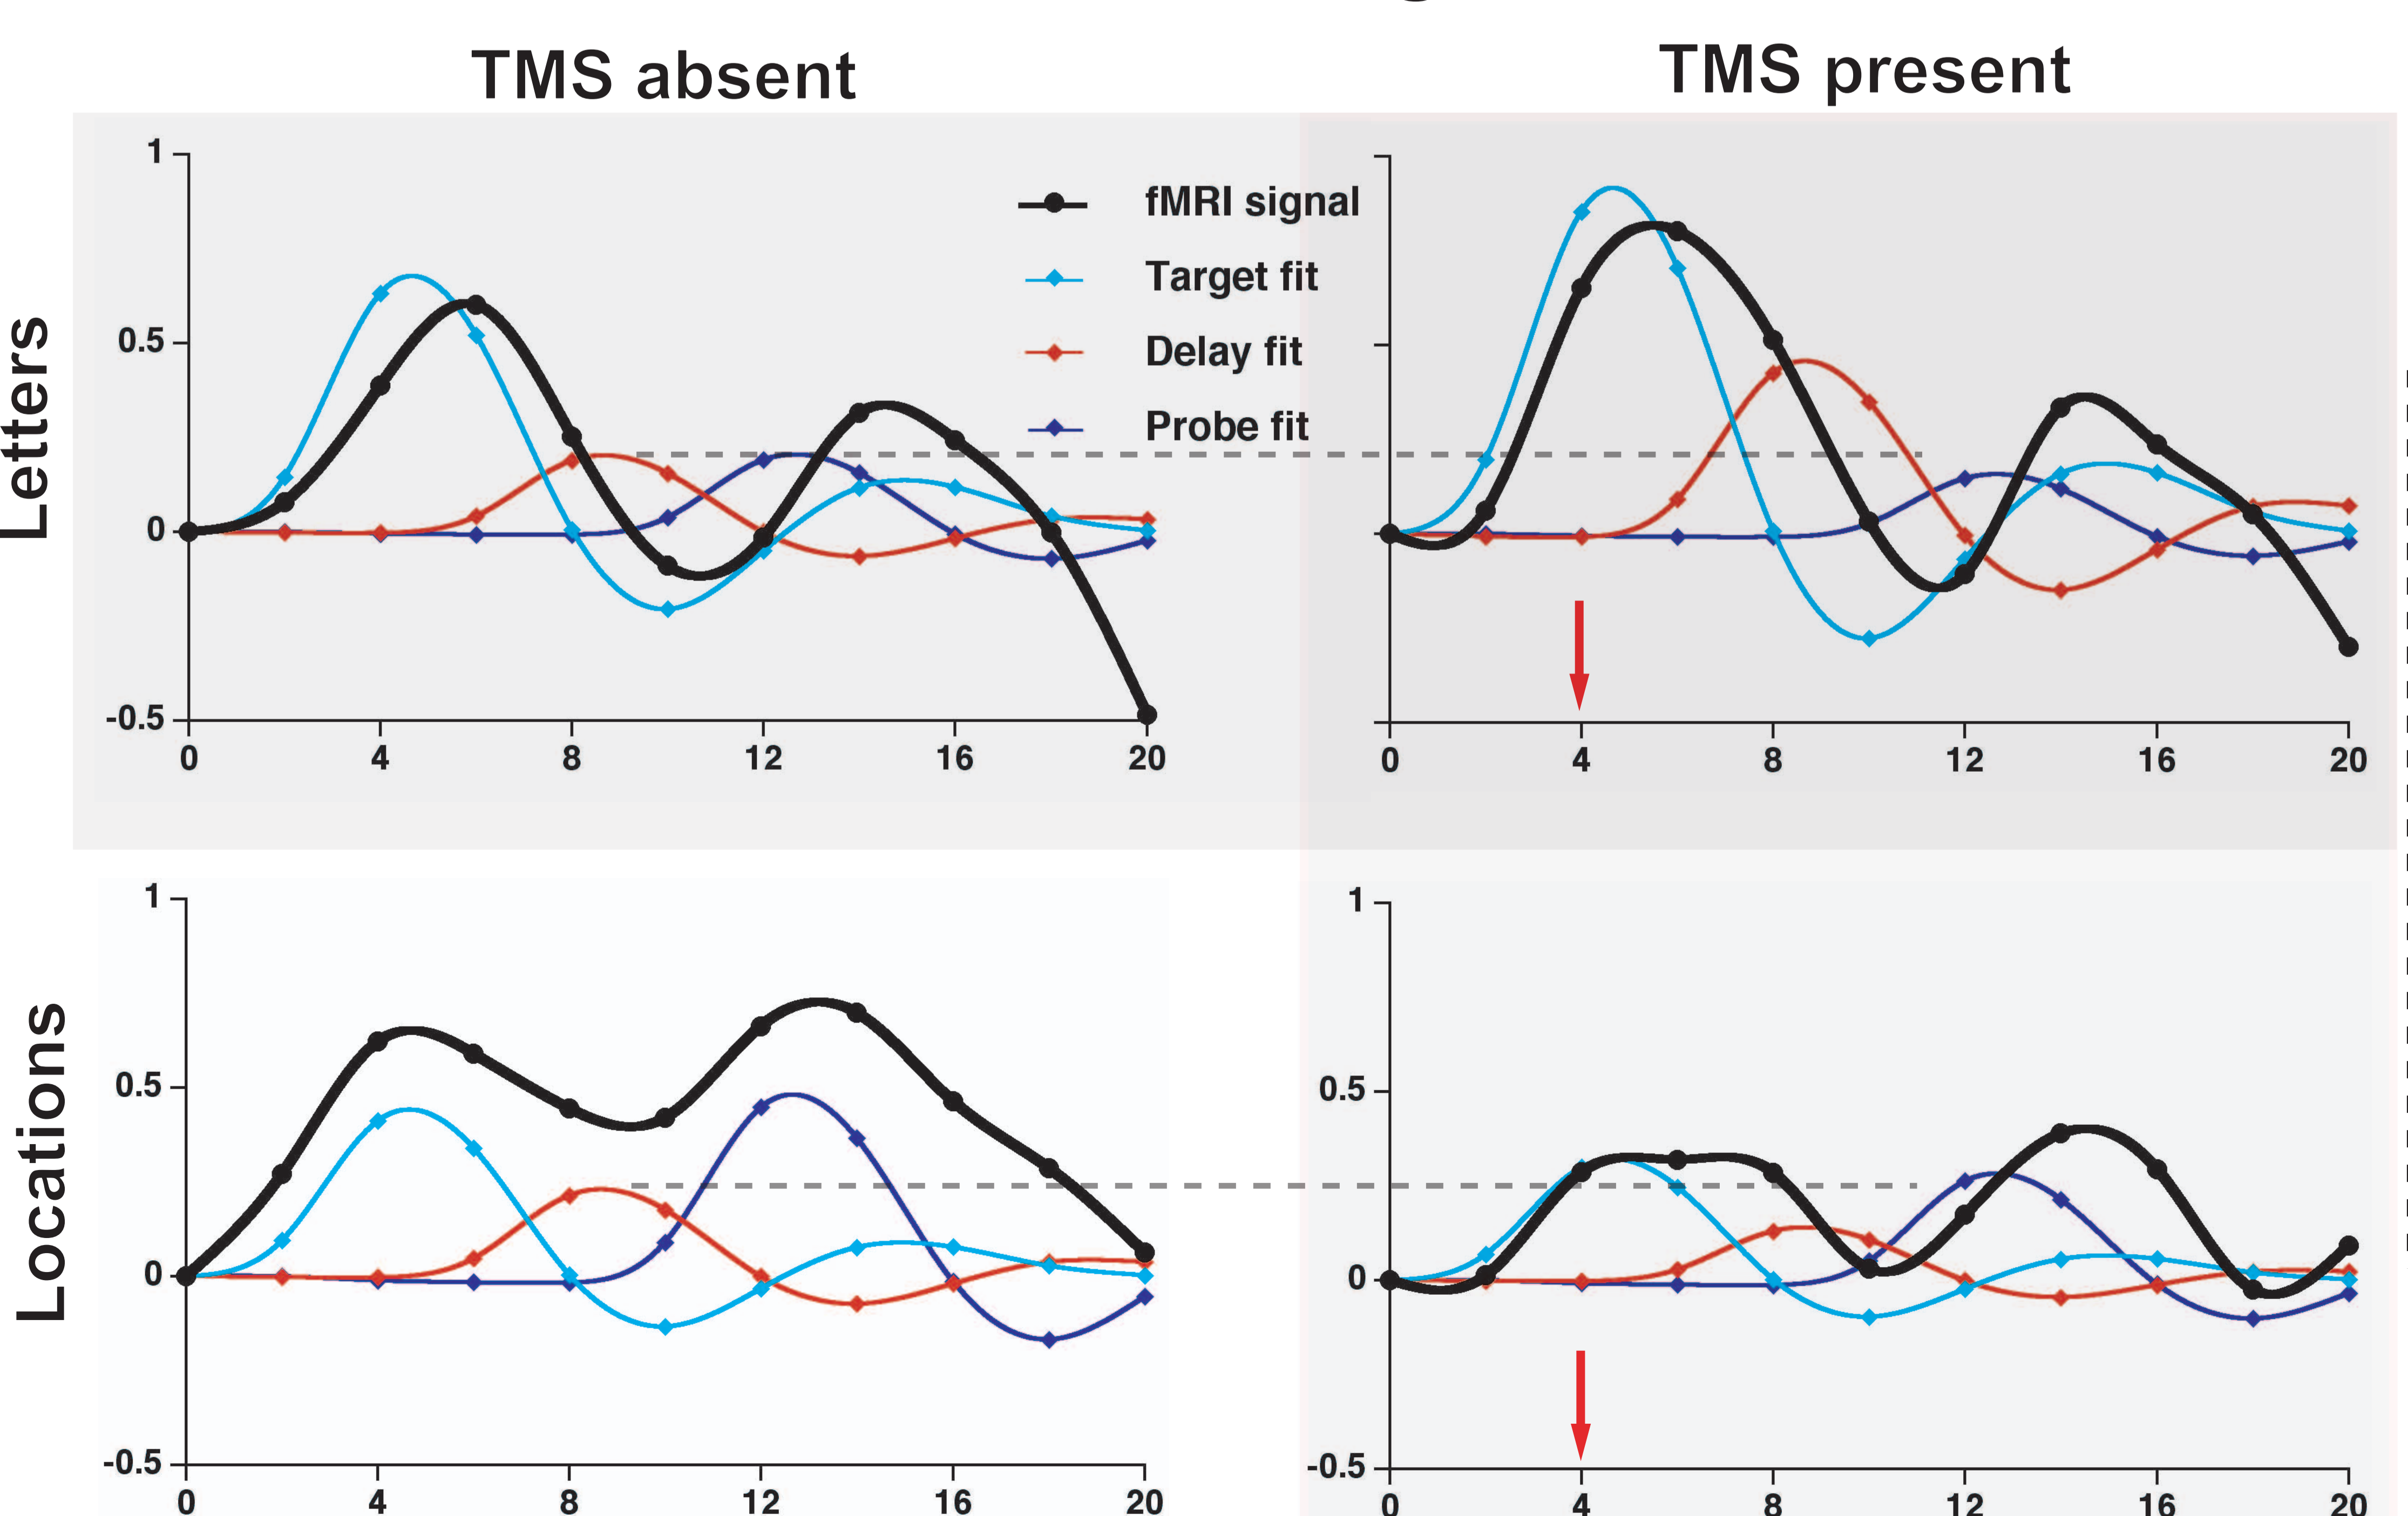 TMS absent
TMS present
Letters
1
0.5
0
-0.5
0 4 8 12 16 20
fMRI signal
Target fit
Delay fit
Probe fit
0 4 8 12 16 20
Locations
1
0.5
0
-0.5
0 4 8 12 16 20
1
0.5
0
-0.5
0 4 8 12 16 20